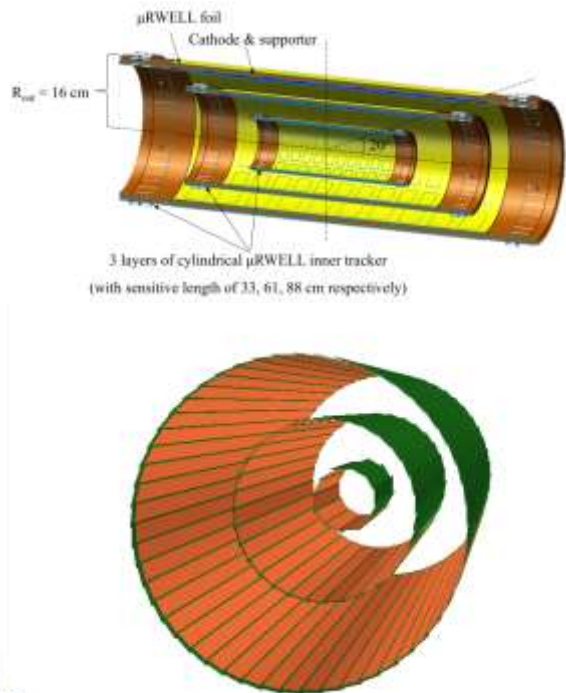 μRWELL foil
Cathode & supporter
R_out = 16 cm
20°
3 layers of cylindrical μRWELL inner tracker
(with sensitive length of 33, 61, 88 cm respectively)